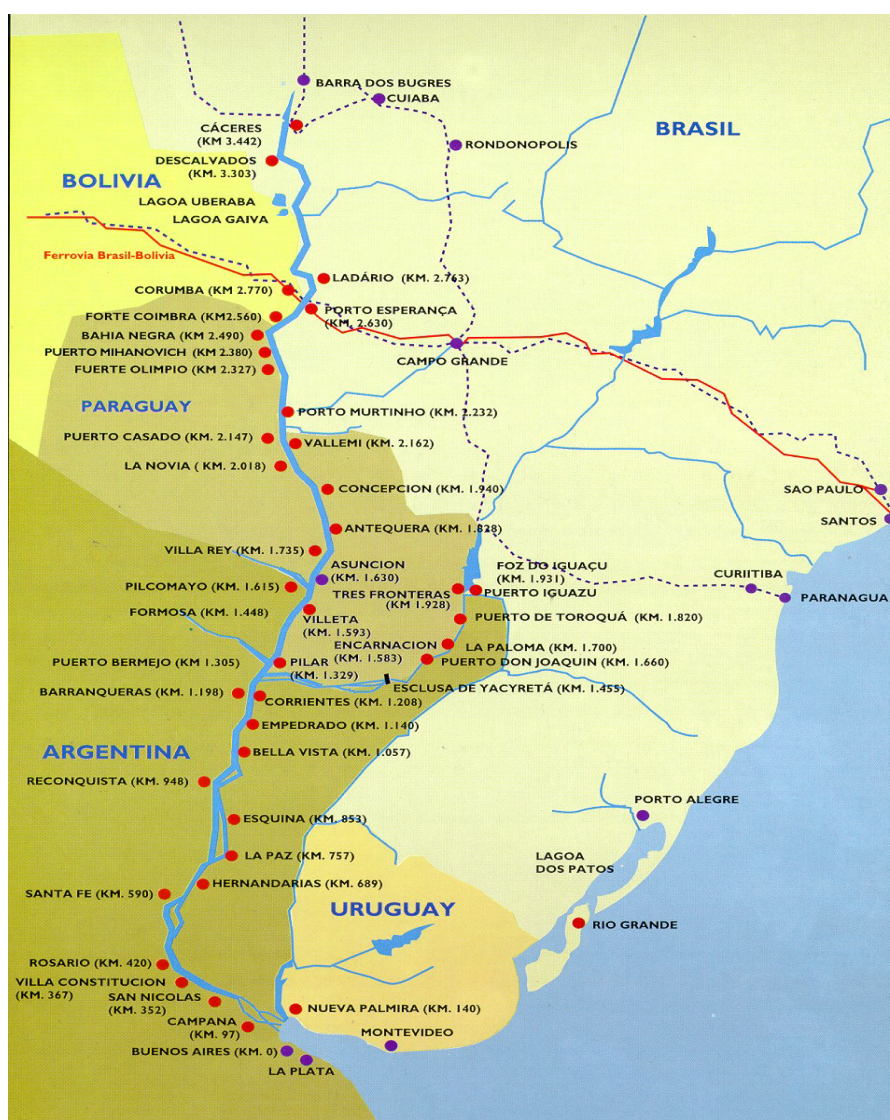 BARRA DOS BUGRES
CUIABA
BRASIL
CÁCERES
(KM 3.442)
RONDONOPOLIS
DESCALVADOS
(KM. 3.303)
BOLIVIA
LAGOA UBERABA
LAGOA GAIVA
Ferrovia Brasil-Bolivia
LADÁRIO (KM. 2.763)
CORUMBA (KM 2.770)
PORTO ESPERANÇA
(KM. 2.630)
FORTE COIMBRA (KM2.560)
BAHIA NEGRA (KM 2.490)
PUERTO MIHANOVICH (KM 2.380)
FUERTE OLIMPIO (KM 2.327)
CAMPO GRANDE
PARAGUAY
PORTO MURTINHO (KM. 2.232)
PUERTO CASADO (KM. 2.147)
VALLEMI (KM. 2.162)
LA NOVIA ( KM. 2.018)
CONCEPCION (KM. 1.940)
SAO PAULO
SANTOS
ANTEQUERA (KM. 1.828)
VILLA REY (KM. 1.735)
ASUNCION
(KM. 1.630)
FOZ DO IGUAÇU
(KM. 1.931)
PILCOMAYO (KM. 1.615)
TRES FRONTERAS
(KM 1.928)
PUERTO IGUAZU
CURIITIBA
PARANAGUA
FORMOSA (KM. 1.448)
VILLETA
(KM. 1.593)
PUERTO DE TOROQUÁ (KM. 1.820)
ENCARNACION
(KM. 1.583)
LA PALOMA (KM. 1.700)
PUERTO BERMEJO (KM 1.305)
PILAR
(KM. 1.329)
PUERTO DON JOAQUIN (KM. 1.660)
ESCLUSA DE YACYRETÁ (KM. 1.455)
BARRANQUERAS (KM. 1.198)
CORRIENTES (KM. 1.208)
EMPEDRADO (KM. 1.140)
ARGENTINA
BELLA VISTA (KM. 1.057)
RECONQUISTA (KM. 948)
PORTO ALEGRE
ESQUINA (KM. 853)
LA PAZ (KM. 757)
LAGOA
DOS PATOS
HERNANDARIAS (KM. 689)
SANTA FE (KM. 590)
URUGUAY
RIO GRANDE
ROSARIO (KM. 420)
VILLA CONSTITUCION
(KM. 367)
SAN NICOLAS
(KM. 352)
NUEVA PALMIRA (KM. 140)
CAMPANA
(KM. 97)
MONTEVIDEO
BUENOS AIRES (KM. 0)
LA PLATA